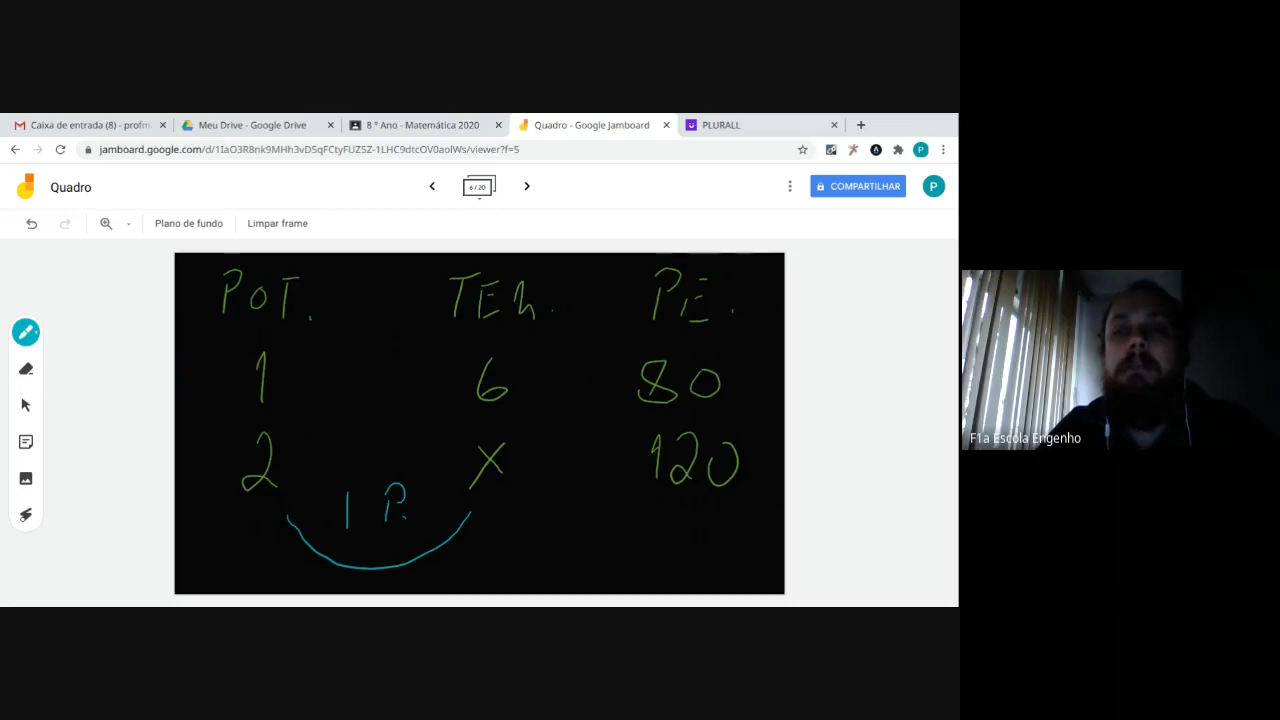 Caixa de entrada (8) - profm
Meu Drive - Google Drive
8 º Ano - Matemática 2020
Quadro - Google Jamboard
PLURALL
jamboard.google.com/d/1IaO3R8nk9MHh3vD5qFCtyFUZ5Z-1LHC9dtcOV0aolWs/viewer?f=5
P
Quadro
6 / 20
COMPARTILHAR
P
Plano de fundo
Limpar frame
POT. TEM. PE.
1 6 80
2 x 120
I P.
F1a Escola Engenho